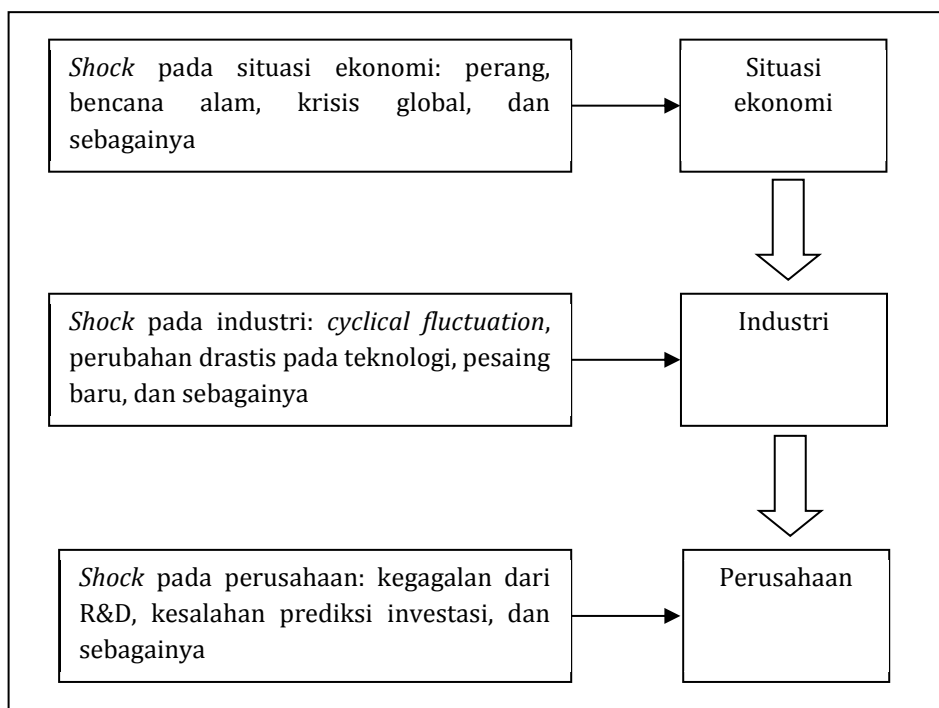 Shock pada situasi ekonomi: perang,
bencana alam, krisis global, dan
sebagainya
Situasi
ekonomi
Shock pada industri: cyclical fluctuation,
perubahan drastis pada teknologi, pesaing
baru, dan sebagainya
Industri
Shock pada perusahaan: kegagalan dari
R&D, kesalahan prediksi investasi, dan
sebagainya
Perusahaan